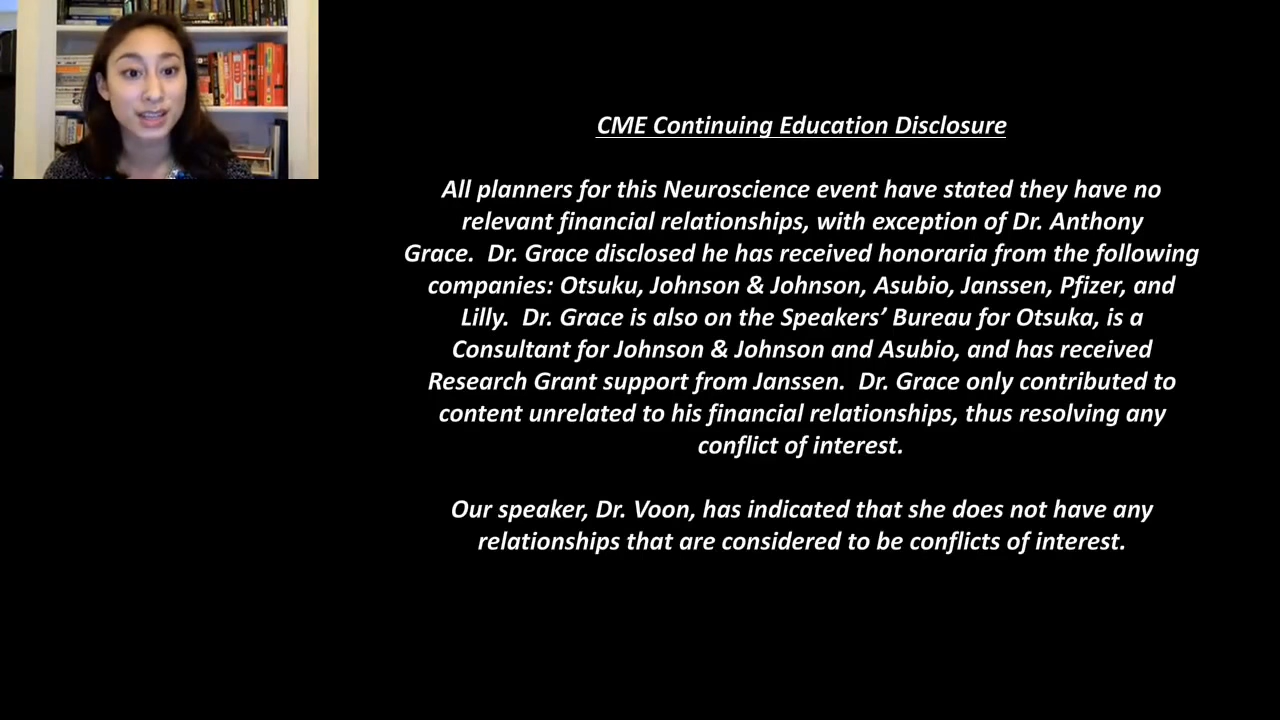 CME Continuing Education Disclosure
All planners for this Neuroscience event have stated they have no
relevant financial relationships, with exception of Dr. Anthony
Grace.  Dr. Grace disclosed he has received honoraria from the following
companies: Otsuku, Johnson & Johnson, Asubio, Janssen, Pfizer, and
Lilly.  Dr. Grace is also on the Speakers’ Bureau for Otsuka, is a
Consultant for Johnson & Johnson and Asubio, and has received
Research Grant support from Janssen.  Dr. Grace only contributed to
content unrelated to his financial relationships, thus resolving any
conflict of interest.
Our speaker, Dr. Voon, has indicated that she does not have any
relationships that are considered to be conflicts of interest.